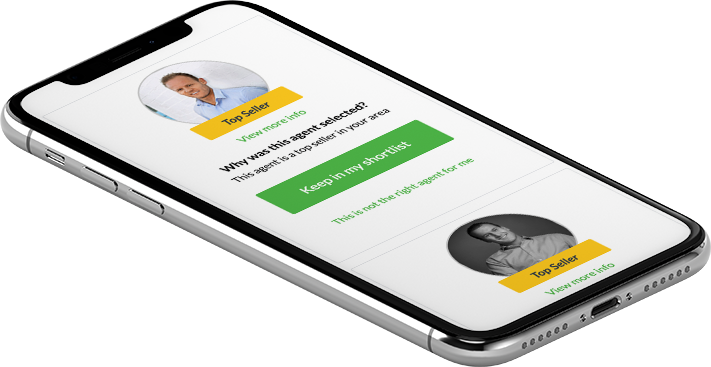 Top Seller
View more info
Why was this agent selected?
This agent is a top seller in your area
Keep in my shortlist
This is not the right agent for me
Top Seller
View more info